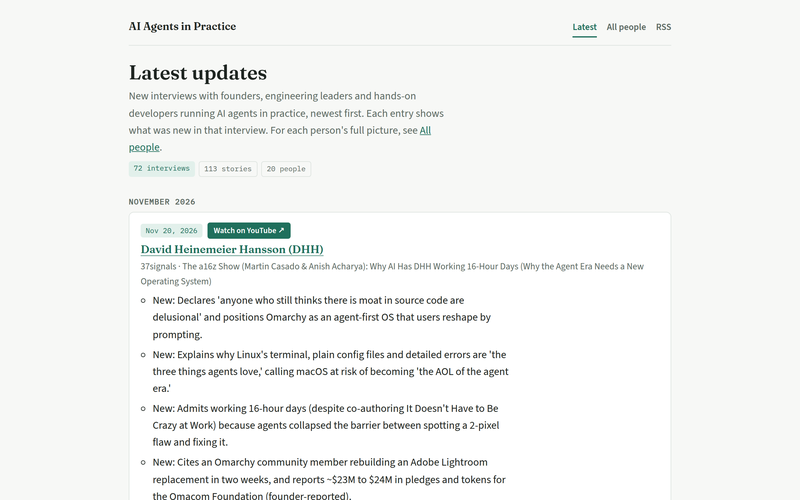 AI Agents in Practice
Latest
All people
RSS
Latest updates
New interviews with founders, engineering leaders and hands-on
developers running AI agents in practice, newest first. Each entry shows
what was new in that interview. For each person's full picture, see All
people.
72 interviews
113 stories
20 people
NOVEMBER 2026
Nov 20, 2026
Watch on YouTube ↗
David Heinemeier Hansson (DHH)
37signals · The a16z Show (Martin Casado & Anish Acharya): Why AI Has DHH Working 16-Hour Days (Why the Agent Era Needs a New
Operating System)
New: Declares 'anyone who still thinks there is moat in source code are
delusional' and positions Omarchy as an agent-first OS that users reshape by
prompting.
New: Explains why Linux's terminal, plain config files and detailed errors are 'the
three things agents love,' calling macOS at risk of becoming 'the AOL of the agent
era.'
New: Admits working 16-hour days (despite co-authoring It Doesn't Have to Be
Crazy at Work) because agents collapsed the barrier between spotting a 2-pixel
flaw and fixing it.
New: Cites an Omarchy community member rebuilding an Adobe Lightroom
replacement in two weeks, and reports ~$23M to $24M in pledges and tokens for
the Omacom Foundation (founder-reported).